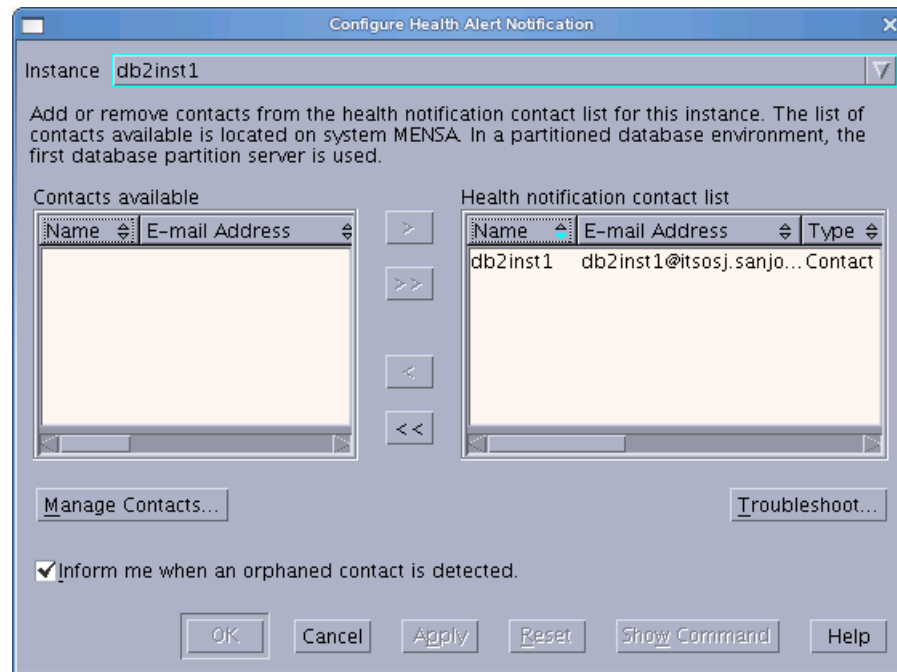 Configure Health Alert Notification
Instance db2inst1
Add or remove contacts from the health notification contact list for this instance. The list of
contacts available is located on system MENSA. In a partitioned database environment, the
first database partition server is used.
Contacts available
Health notification contact list
Name E-mail Address
>
Name E-mail Address Type
db2inst1 db2inst1@itsosj.sanjo... Contact
>>
<
<<
Manage Contacts...
Troubleshoot...
Inform me when an orphaned contact is detected.
OK Cancel Apply Reset Show Command Help